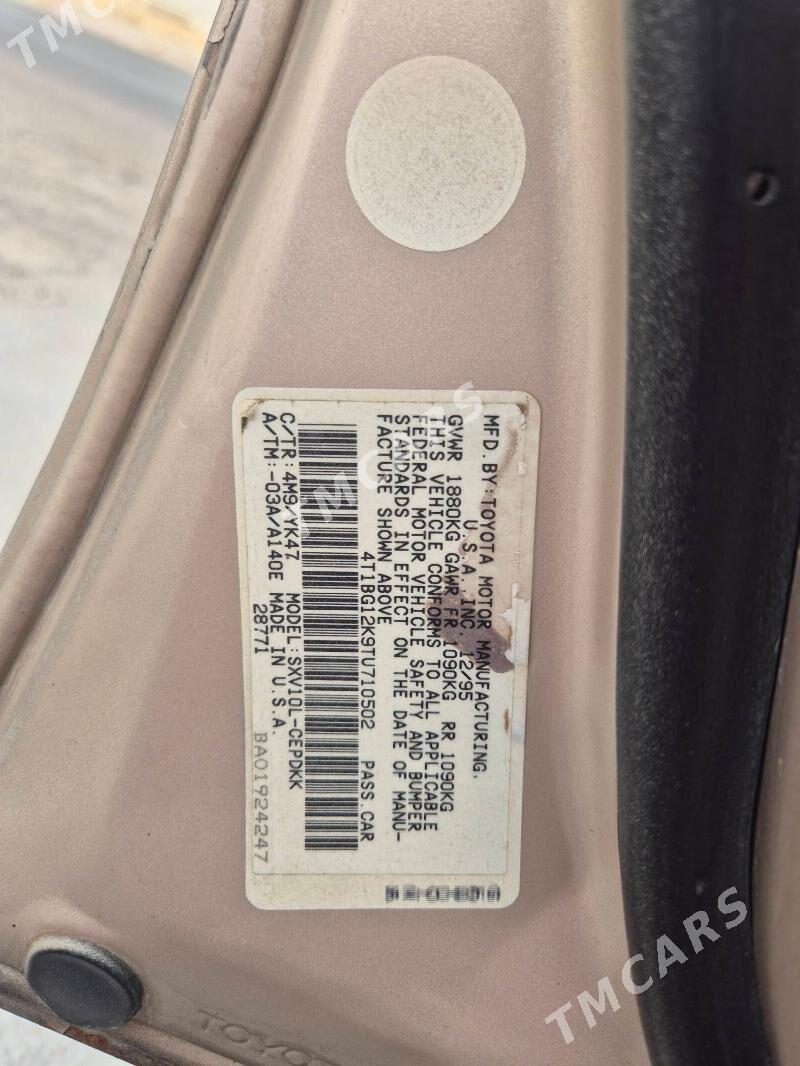 TMCARS
MFD.BY:TOYOTA MOTOR MANUFACTURING.
U.S.A.INC 12/95
GVWR 1880KG GAWR FR 1090KG RR 1090KG
THIS VEHICLE CONFORMS TO ALL APPLICABLE
FEDERAL MOTOR VEHICLE SAFETY AND BUMPER
STANDARDS IN EFFECT ON THE DATE OF MANU-
FACTURE SHOWN ABOVE
4T1BG12K9TU710502 PASS.CAR
C/TR:4M9/YK47 MODEL:SXV10L-CEPDKK
A/TM:-03A/A140E MADE IN U.S.A.
28771
BA01924247
TMCARS
TOYOTA
TMCARS